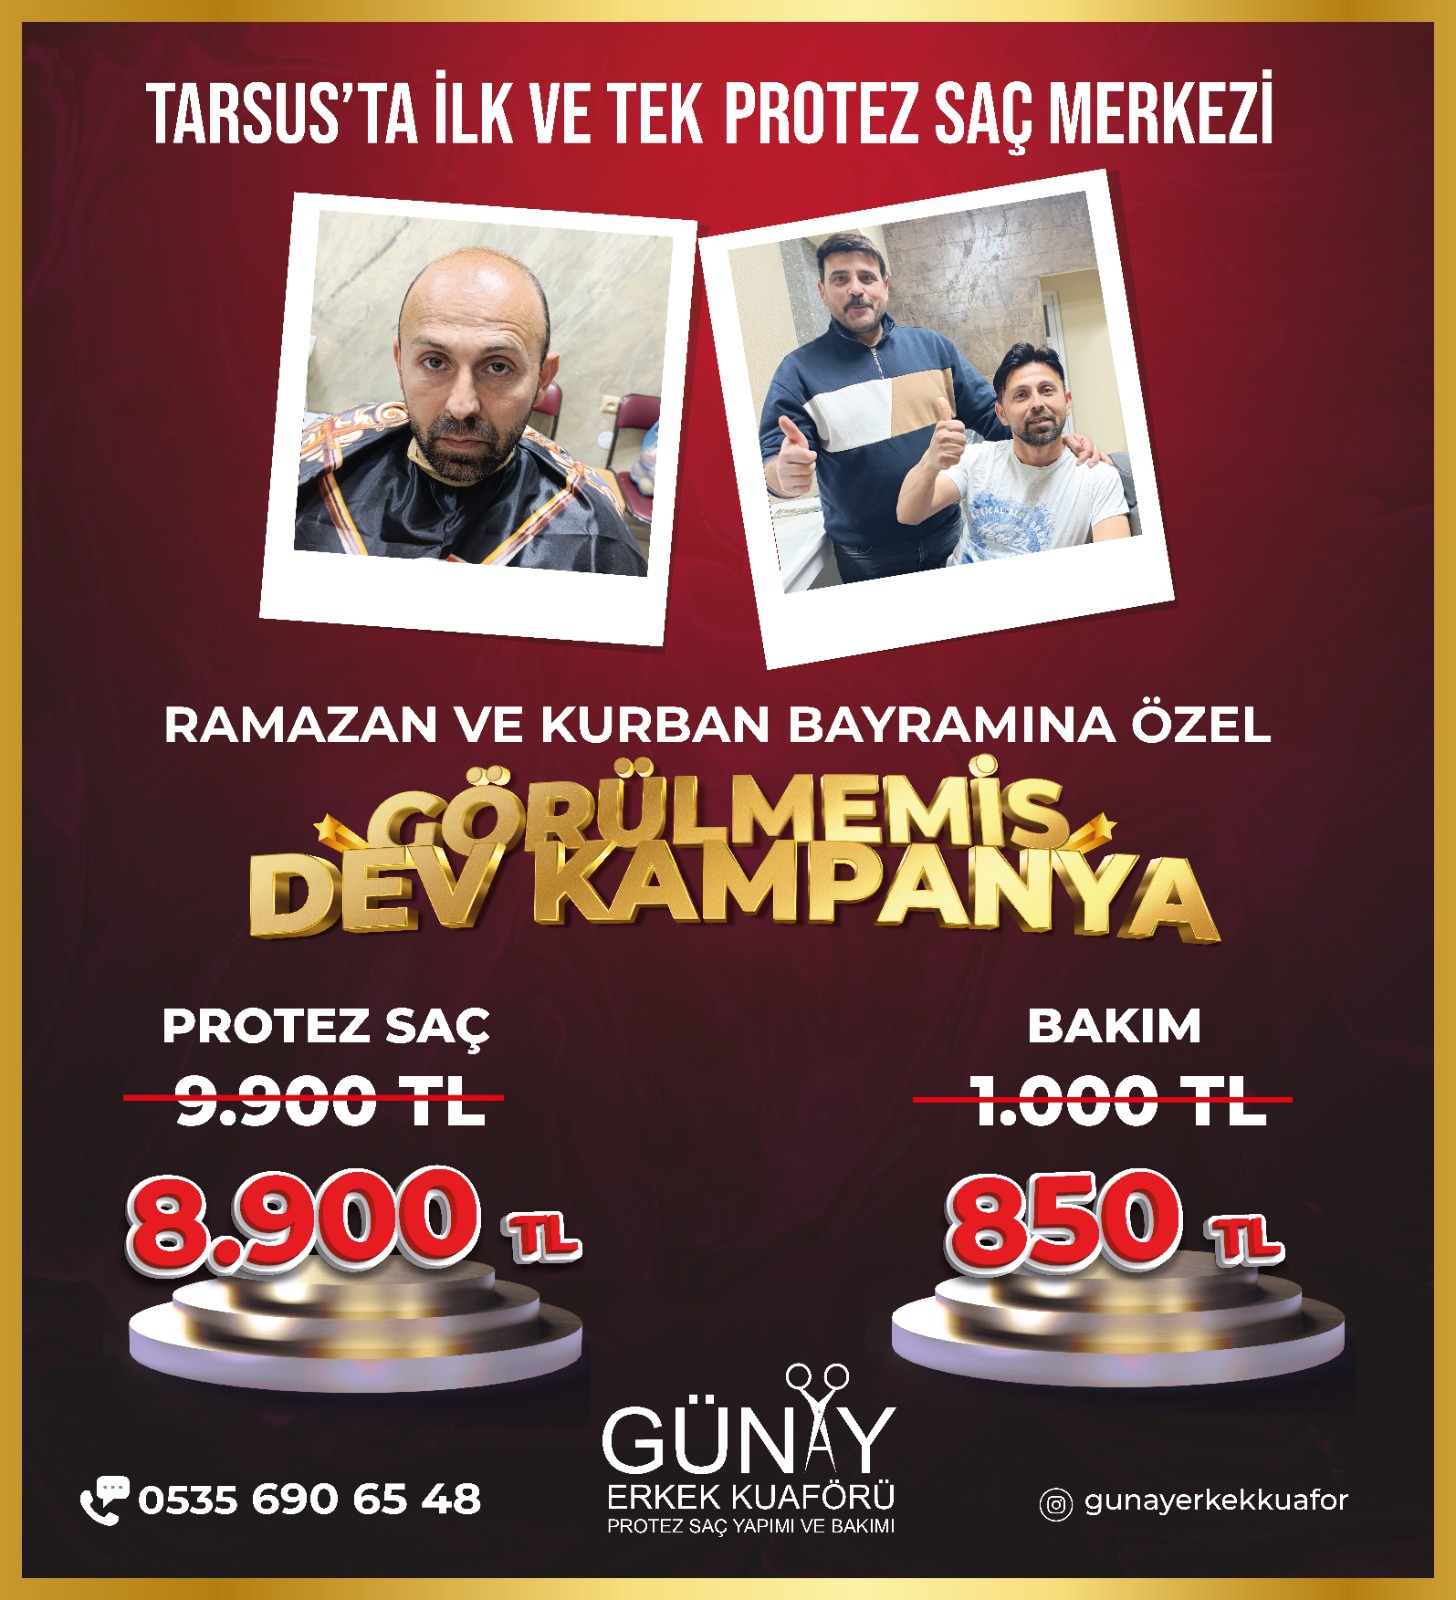 TARSUS'TA İLK VE TEK PROTEZ SAÇ MERKEZİ
RAMAZAN VE KURBAN BAYRAMINA ÖZEL
GÖRÜLMEMİS
DEV KAMPANYA
PROTEZ SAÇ
9.900 TL
8.900 TL
BAKIM
1.000 TL
850 TL
GÜNAY
ERKEK KUAFÖRÜ
PROTEZ SAÇ YAPIMI VE BAKIMI
0535 690 65 48
gunayerkekkuafor